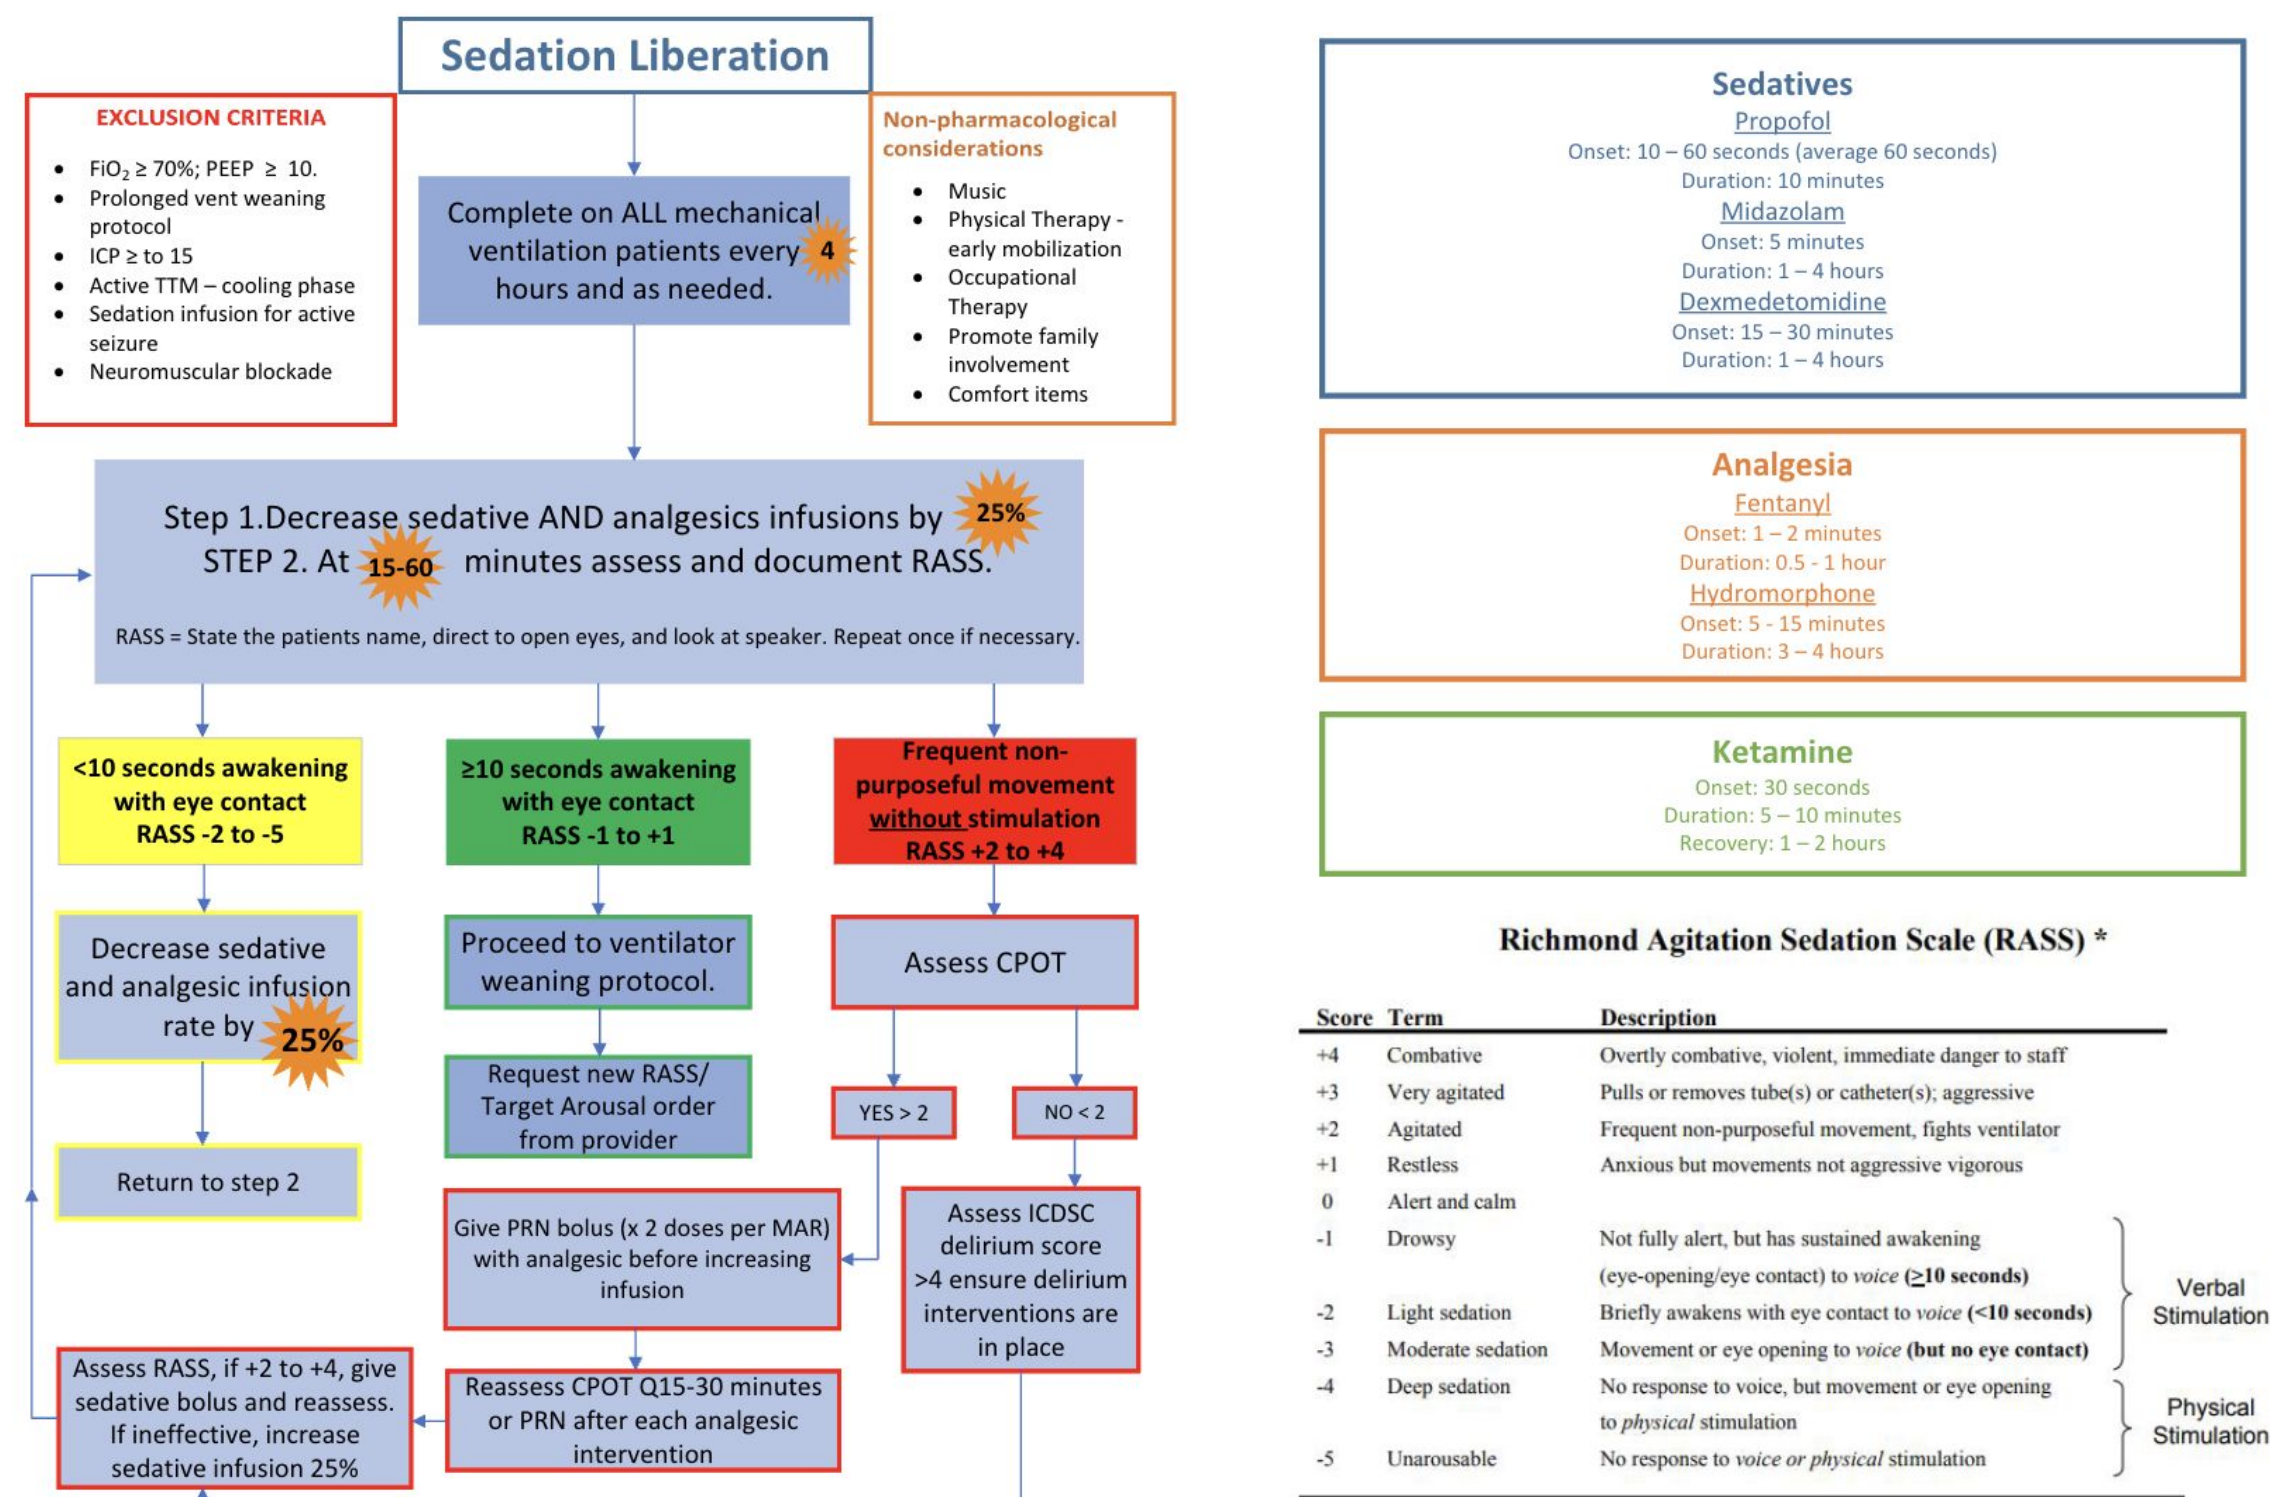 Sedation Liberation
EXCLUSION CRITERIA
• FiO₂ ≥ 70%; PEEP ≥ 10.
• Prolonged vent weaning
protocol
• ICP ≥ to 15
• Active TTM – cooling phase
• Sedation infusion for active
seizure
• Neuromuscular blockade
Complete on ALL mechanical
ventilation patients every 4
hours and as needed.
Non-pharmacological
considerations
• Music
• Physical Therapy -
early mobilization
• Occupational
Therapy
• Promote family
involvement
• Comfort items
Step 1.Decrease sedative AND analgesics infusions by 25%
STEP 2. At 15-60 minutes assess and document RASS.
RASS = State the patients name, direct to open eyes, and look at speaker. Repeat once if necessary.
<10 seconds awakening
with eye contact
RASS -2 to -5
Decrease sedative
and analgesic infusion
rate by 25%
Return to step 2
≥10 seconds awakening
with eye contact
RASS -1 to +1
Proceed to ventilator
weaning protocol.
Request new RASS/
Target Arousal order
from provider
Frequent non-
purposeful movement
without stimulation
RASS +2 to +4
Assess CPOT
YES > 2
NO < 2
Give PRN bolus (x 2 doses per MAR)
with analgesic before increasing
infusion
Assess ICDSC
delirium score
>4 ensure delirium
interventions are
in place
Reassess CPOT Q15-30 minutes
or PRN after each analgesic
intervention
Assess RASS, if +2 to +4, give
sedative bolus and reassess.
If ineffective, increase
sedative infusion 25%
Sedatives
Propofol
Onset: 10 – 60 seconds (average 60 seconds)
Duration: 10 minutes
Midazolam
Onset: 5 minutes
Duration: 1 – 4 hours
Dexmedetomidine
Onset: 15 – 30 minutes
Duration: 1 – 4 hours
Analgesia
Fentanyl
Onset: 1 – 2 minutes
Duration: 0.5 - 1 hour
Hydromorphone
Onset: 5 - 15 minutes
Duration: 3 – 4 hours
Ketamine
Onset: 30 seconds
Duration: 5 – 10 minutes
Recovery: 1 – 2 hours
Richmond Agitation Sedation Scale (RASS) *
Score Term Description
+4 Combative Overtly combative, violent, immediate danger to staff
+3 Very agitated Pulls or removes tube(s) or catheter(s); aggressive
+2 Agitated Frequent non-purposeful movement, fights ventilator
+1 Restless Anxious but movements not aggressive vigorous
0 Alert and calm
-1 Drowsy Not fully alert, but has sustained awakening
(eye-opening/eye contact) to voice (≥10 seconds)
-2 Light sedation Briefly awakens with eye contact to voice (<10 seconds)
-3 Moderate sedation Movement or eye opening to voice (but no eye contact)
Verbal
Stimulation
-4 Deep sedation No response to voice, but movement or eye opening
to physical stimulation
-5 Unarousable No response to voice or physical stimulation
Physical
Stimulation